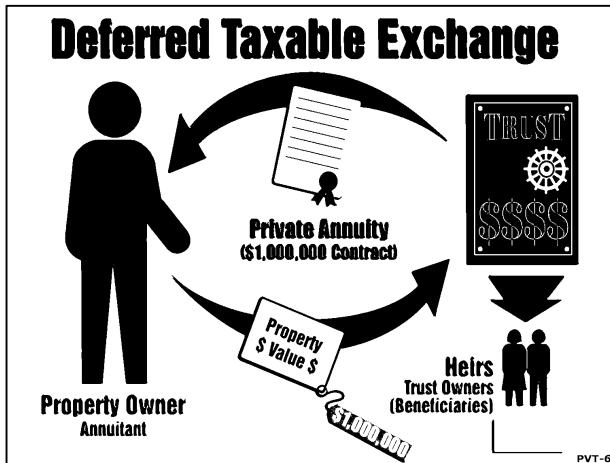 Deferred Taxable Exchange
TRUST
$$$$
Private Annuity
($1,000,000 Contract)
Property
$ Value $
$1,000,000
Heirs
Trust Owners
(Beneficiaries)
Property Owner
Annuitant
PVT-6